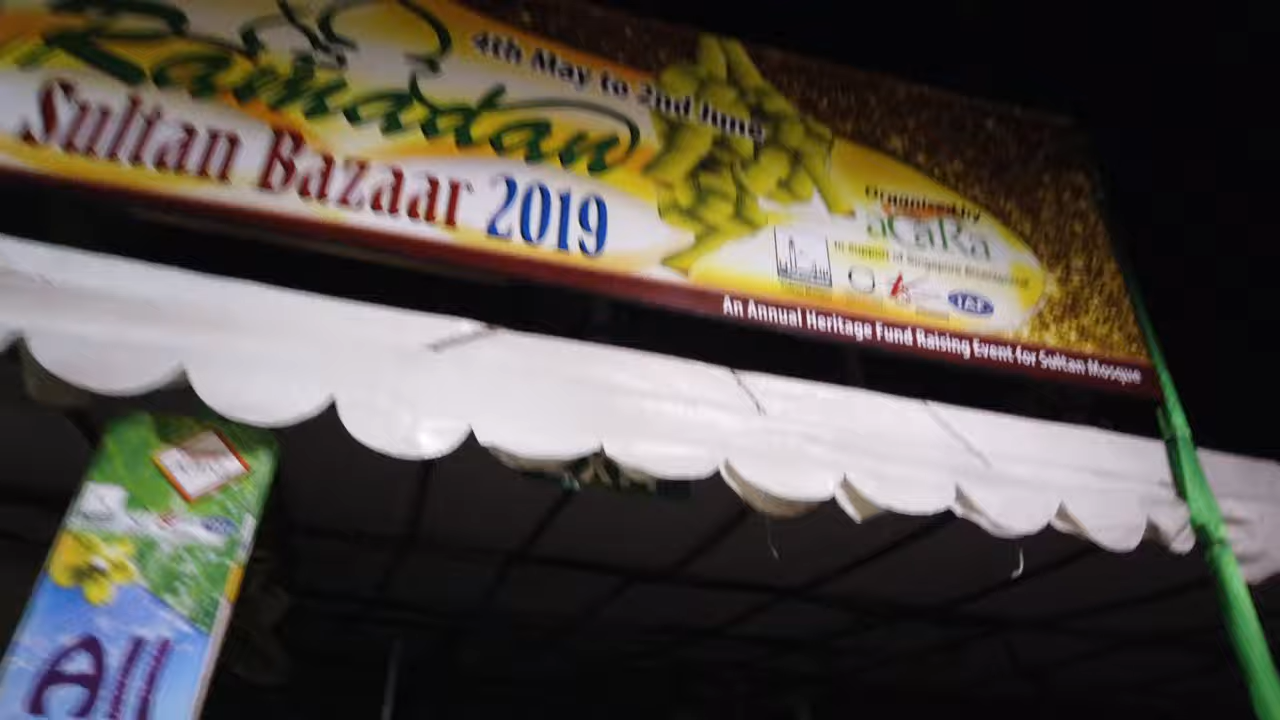 Ramadan
4th May to 2nd June
Sultan Bazaar 2019
Organised by
aCaRa
IAE
An Annual Heritage Fund Raising Event for Sultan Mosque
All